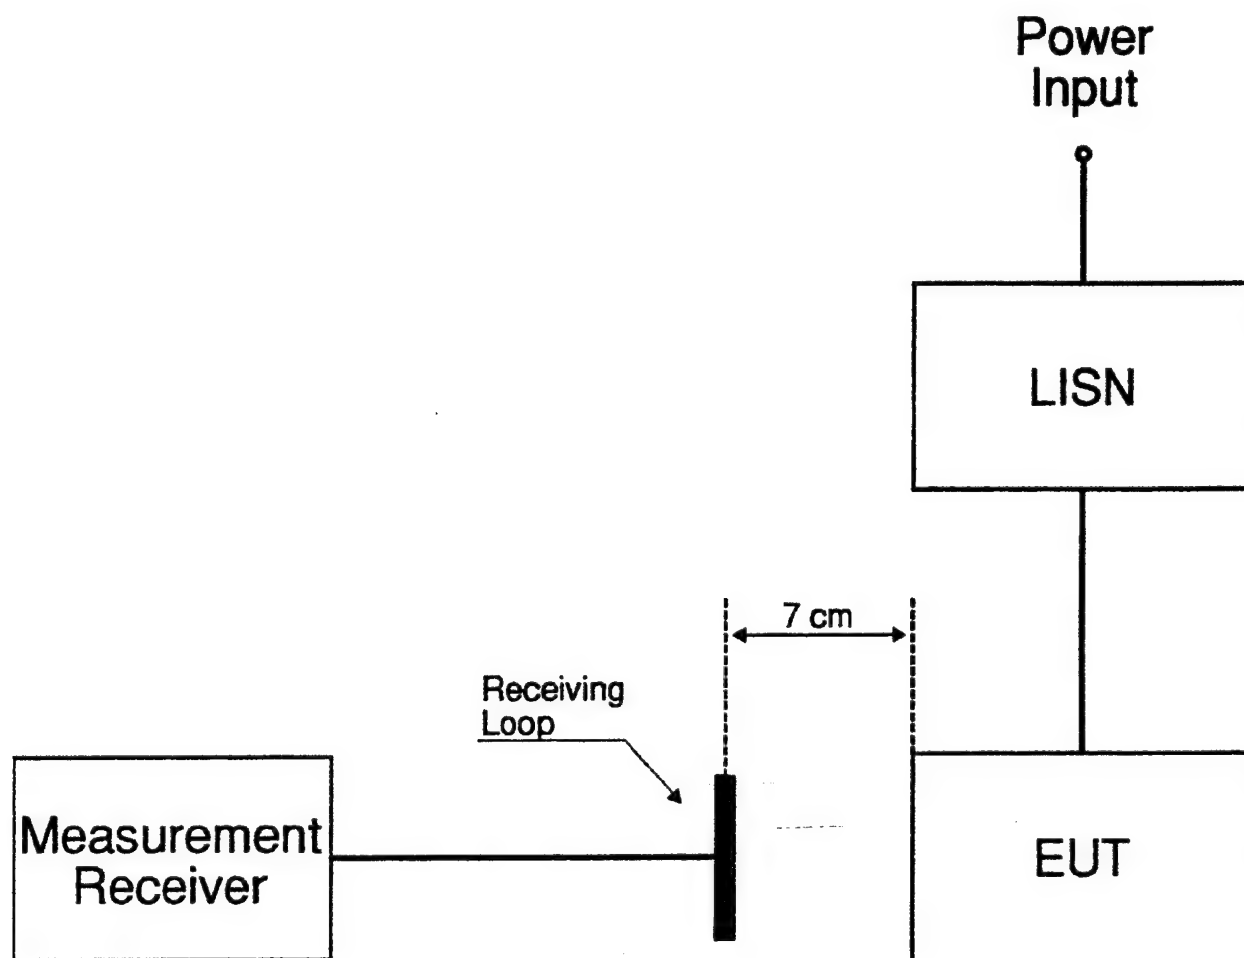 Power
Input
LISN
7 cm
Receiving
Loop
Measurement
Receiver
EUT